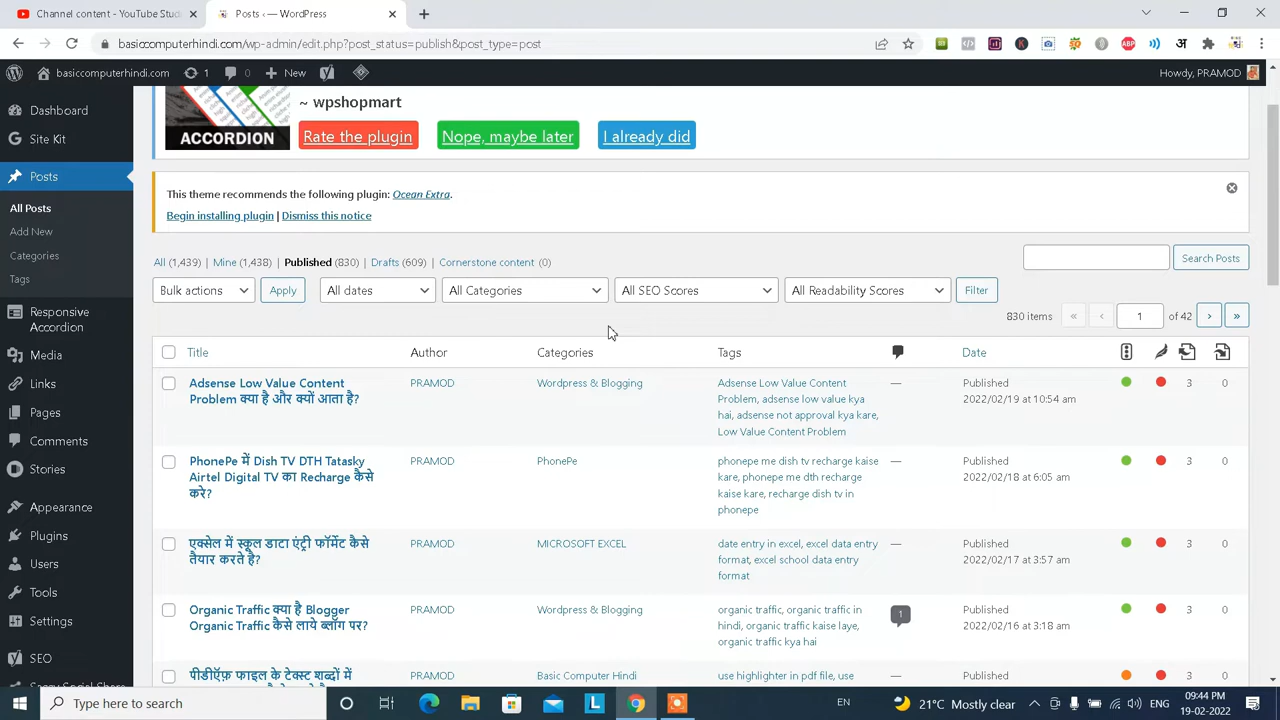 Channel content - YouTube Stud
Posts ‹ — WordPress
basiccomputerhindi.com/wp-admin/edit.php?post_status=publish&post_type=post
basiccomputerhindi.com 1 0 New
Howdy, PRAMOD
Dashboard
Site Kit
Posts
All Posts
Add New
Categories
Tags
Responsive
Accordion
Media
Links
Pages
Comments
Stories
Appearance
Plugins
Users
Tools
Settings
SEO
ACCORDION
~ wpshopmart
Rate the plugin Nope, maybe later I already did
This theme recommends the following plugin: Ocean Extra.
Begin installing plugin | Dismiss this notice
All (1,439) | Mine (1,438) | Published (830) | Drafts (609) | Cornerstone content (0)
Search Posts
Bulk actions Apply All dates All Categories All SEO Scores All Readability Scores Filter
830 items « ‹ 1 of 42 › »
Title Author Categories Tags Date
Adsense Low Value Content
Problem क्या है और क्यों आता है?
PRAMOD
Wordpress & Blogging
Adsense Low Value Content
Problem, adsense low value kya
hai, adsense not approval kya kare,
Low Value Content Problem
—
Published
2022/02/19 at 10:54 am
3 0
PhonePe में Dish TV DTH Tatasky
Airtel Digital TV का Recharge कैसे
करे?
PRAMOD
PhonePe
phonepe me dish tv recharge kaise
kare, phonepe me dth recharge
kaise kare, recharge dish tv in
phonepe
—
Published
2022/02/18 at 6:05 am
3 0
एक्सेल में स्कूल डाटा एंट्री फॉर्मेट कैसे
तैयार करते है?
PRAMOD
MICROSOFT EXCEL
date entry in excel, excel data entry
format, excel school data entry
format
—
Published
2022/02/17 at 3:57 am
3 0
Organic Traffic क्या है Blogger
Organic Traffic कैसे लाये ब्लॉग पर?
PRAMOD
Wordpress & Blogging
organic traffic, organic traffic in
hindi, organic traffic kaise laye,
organic traffic kya hai
1
Published
2022/02/16 at 3:18 am
3 0
पीडीऍफ़ फाइल के टेक्स्ट शब्दों में
PRAMOD
Basic Computer Hindi
use highlighter in pdf file, use
—
Published
3 0
Type here to search
EN
21°C Mostly clear
ENG
09:44 PM
19-02-2022